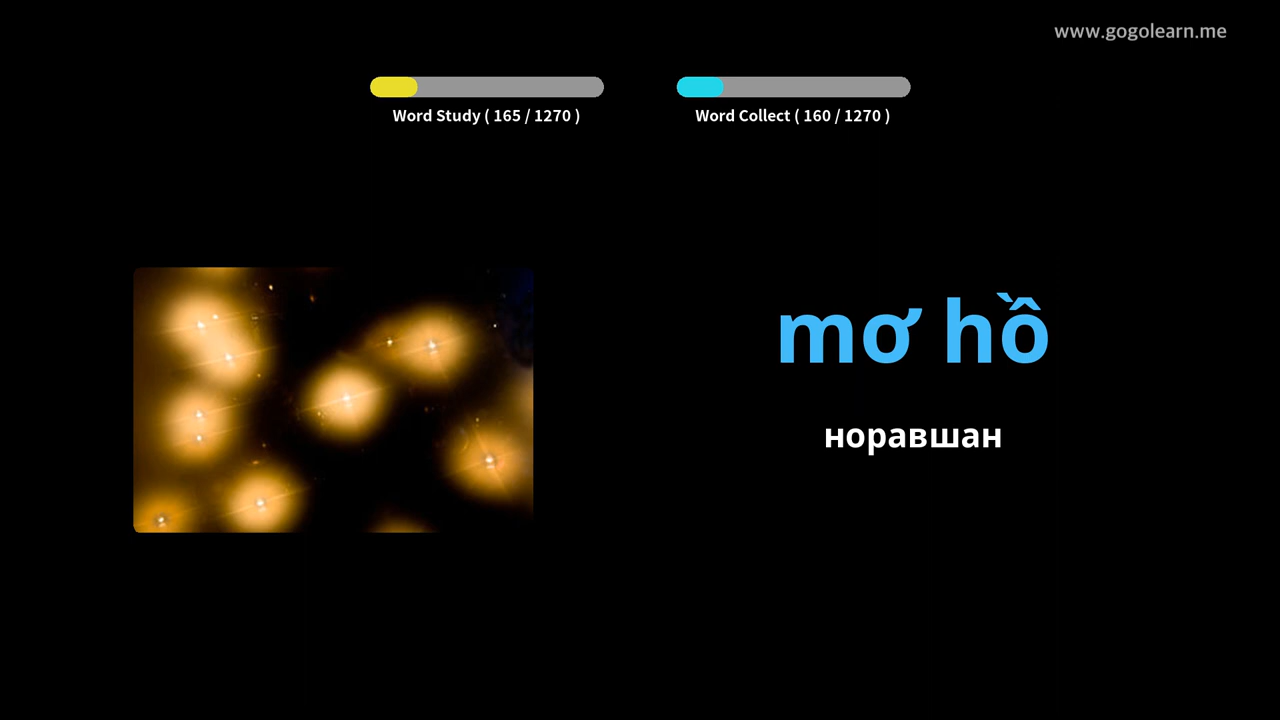 www.gogolearn.me
Word Study ( 165 / 1270 )
Word Collect ( 160 / 1270 )
mơ hồ
норавшан